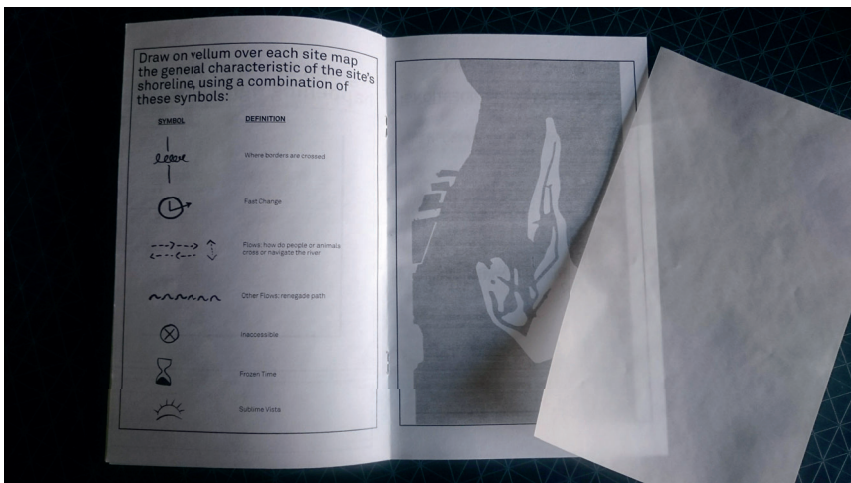 Draw on vellum over each site map
the general characteristic of the site's
shoreline, using a combination of
these symbols:
SYMBOL DEFINITION
Where borders are crossed
Fast Change
Flows: how do people or animals
cross or navigate the river
Other Flows: renegade path
Inaccessible
Frozen Time
Sublime Vista